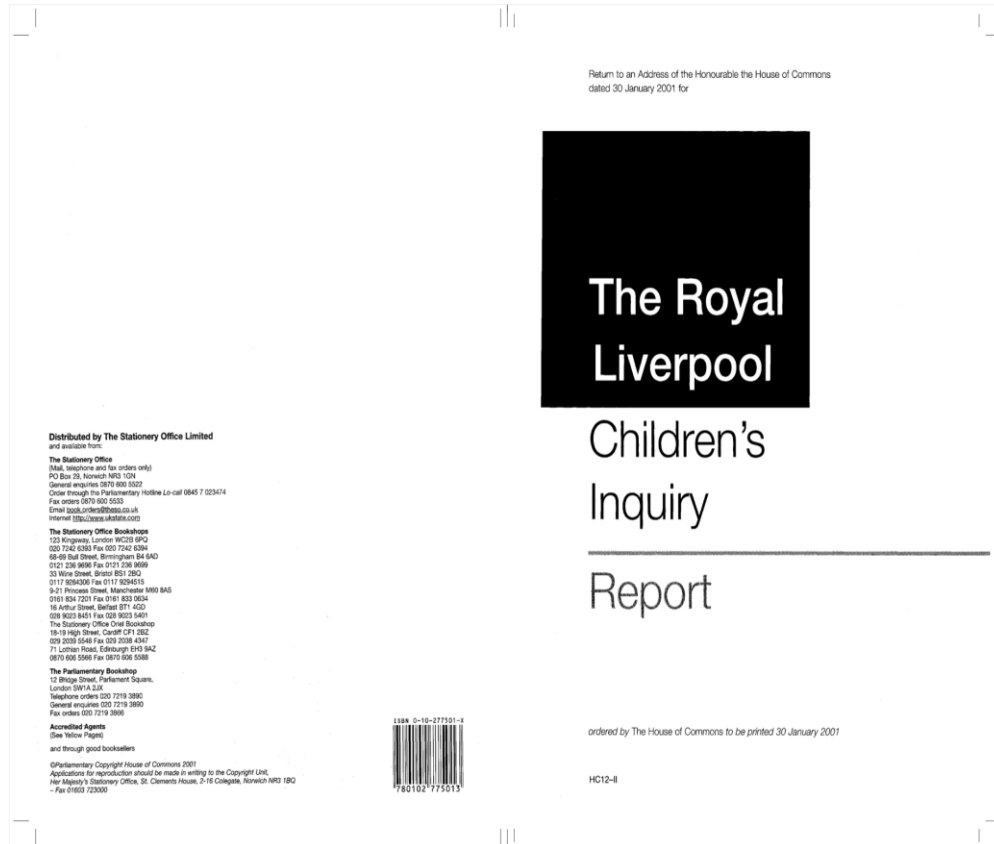 Distributed by The Stationery Office Limited
and available from:
The Stationery Office
(Mail, telephone and fax orders only)
PO Box 29, Norwich NR3 1GN
General enquiries 0870 600 5522
Order through the Parliamentary Hotline Lo-call 0845 7 023474
Fax orders 0870 600 5533
Email book.orders@theso.co.uk
Internet http://www.ukstate.com
The Stationery Office Bookshops
123 Kingsway, London WC2B 6PQ
020 7242 6393 Fax 020 7242 6394
68-69 Bull Street, Birmingham B4 6AD
0121 236 9696 Fax 0121 236 9699
33 Wine Street, Bristol BS1 2BQ
0117 9264306 Fax 0117 9294515
9-21 Princess Street, Manchester M60 8AS
0161 834 7201 Fax 0161 833 0634
16 Arthur Street, Belfast BT1 4GD
028 9023 8451 Fax 028 9023 5401
The Stationery Office Oriel Bookshop
18-19 High Street, Cardiff CF1 2BZ
029 2039 5548 Fax 029 2038 4347
71 Lothian Road, Edinburgh EH3 9AZ
0870 606 5566 Fax 0870 606 5588
The Parliamentary Bookshop
12 Bridge Street, Parliament Square,
London SW1A 2JX
Telephone orders 020 7219 3890
General enquiries 020 7219 3890
Fax orders 020 7219 3866
Accredited Agents
(See Yellow Pages)
and through good booksellers
©Parliamentary Copyright House of Commons 2001
Applications for reproduction should be made in writing to the Copyright Unit,
Her Majesty's Stationery Office, St. Clements House, 2-16 Colegate, Norwich NR3 1BQ
– Fax 01603 723000
ISBN 0-10-277501-X
9 780102 775013
Return to an Address of the Honourable the House of Commons
dated 30 January 2001 for
The Royal
Liverpool
Children's
Inquiry
Report
ordered by The House of Commons to be printed 30 January 2001
HC12–II